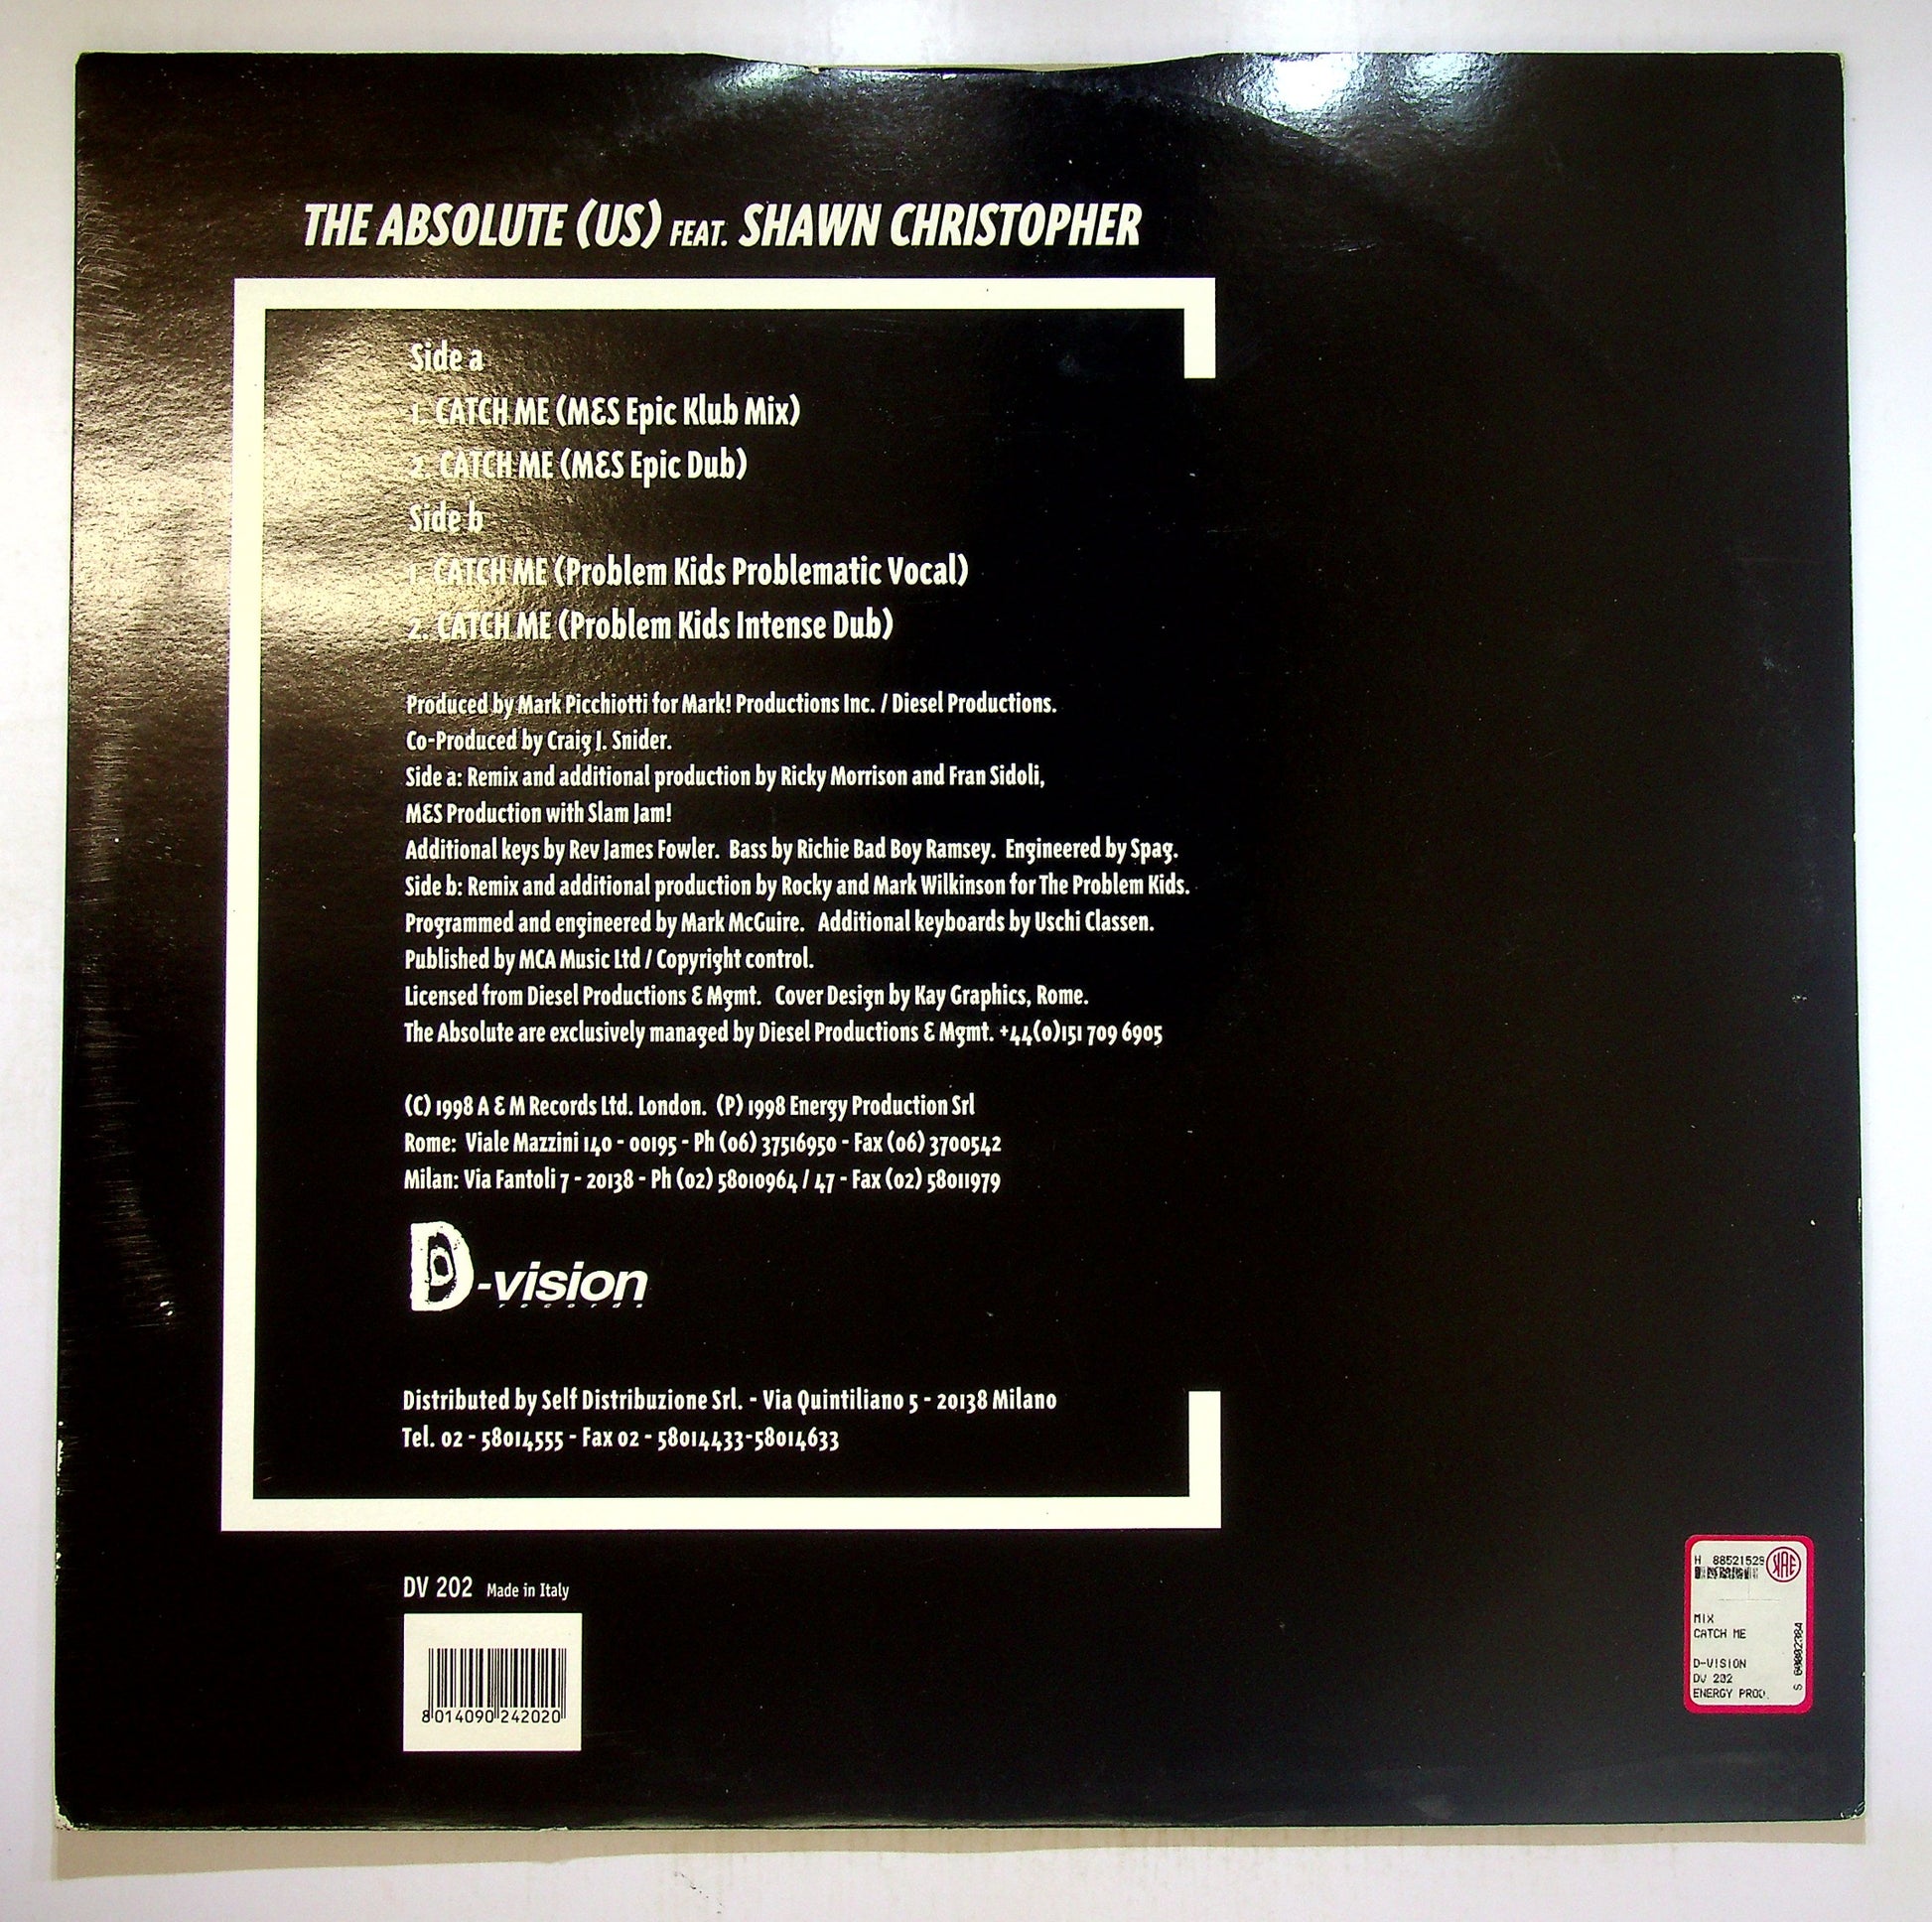 THE ABSOLUTE (US) FEAT. SHAWN CHRISTOPHER
Side a
1. CATCH ME (M&S Epic Klub Mix)
2. CATCH ME (M&S Epic Dub)
Side b
1. CATCH ME (Problem Kids Problematic Vocal)
2. CATCH ME (Problem Kids Intense Dub)
Produced by Mark Picchiotti for Mark! Productions Inc. / Diesel Productions.
Co-Produced by Craig J. Snider.
Side a: Remix and additional production by Ricky Morrison and Fran Sidoli,
M&S Production with Slam Jam!
Additional keys by Rev James Fowler. Bass by Richie Bad Boy Ramsey. Engineered by Spag.
Side b: Remix and additional production by Rocky and Mark Wilkinson for The Problem Kids.
Programmed and engineered by Mark McGuire. Additional keyboards by Uschi Classen.
Published by MCA Music Ltd / Copyright control.
Licensed from Diesel Productions & Mgmt. Cover Design by Kay Graphics, Rome.
The Absolute are exclusively managed by Diesel Productions & Mgmt. +44(0)151 709 6905
(C) 1998 A & M Records Ltd. London. (P) 1998 Energy Production Srl
Rome: Viale Mazzini 140 - 00195 - Ph (06) 37516950 - Fax (06) 3700542
Milan: Via Fantoli 7 - 20138 - Ph (02) 58010964 / 47 - Fax (02) 58011979
D-vision
records
Distributed by Self Distribuzione Srl. - Via Quintiliano 5 - 20138 Milano
Tel. 02 - 58014555 - Fax 02 - 58014433-58014633
DV 202 Made in Italy
8 014090 242020
H 88521529
MIX
CATCH ME
D-VISION
DV 202
ENERGY PROD.